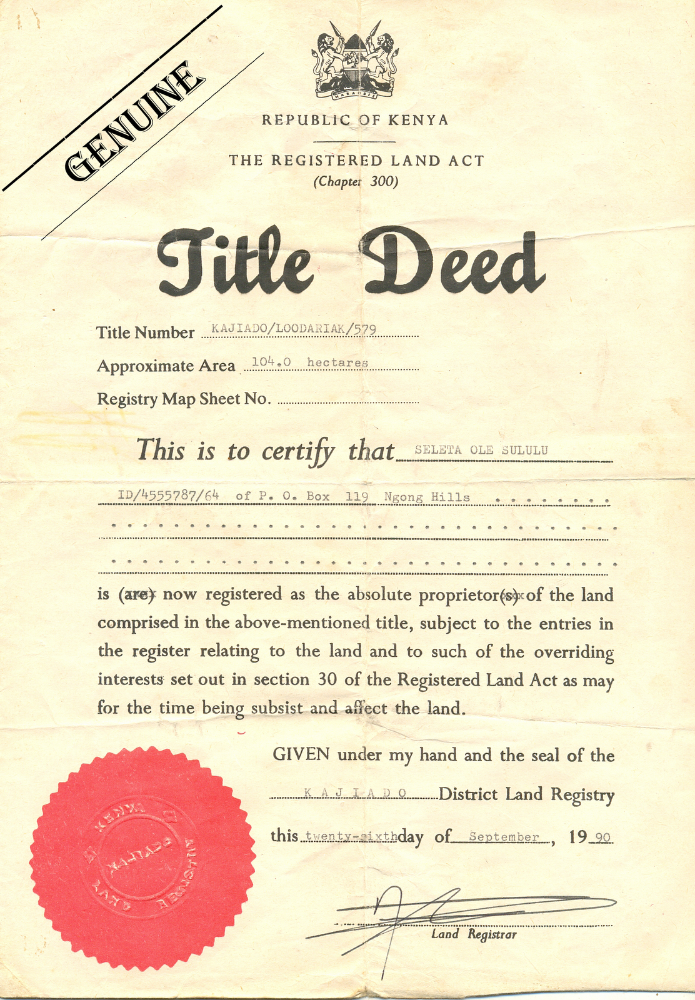 GENUINE
HARAMBEE
REPUBLIC OF KENYA
THE REGISTERED LAND ACT
(Chapter 300)
Title Deed
Title Number KAJIADO/LOODARIAK/579
Approximate Area 104.0 hectares
Registry Map Sheet No.
This is to certify that SELETA OLE SULULU
ID/4555787/64 of P. O. Box 119 Ngong Hills
is (are) now registered as the absolute proprietor(s) of the land
comprised in the above-mentioned title, subject to the entries in
the register relating to the land and to such of the overriding
interests set out in section 30 of the Registered Land Act as may
for the time being subsist and affect the land.
GIVEN under my hand and the seal of the
KAJIADO District Land Registry
this twenty-sixth day of September, 19 90
Land Registrar
KENYA